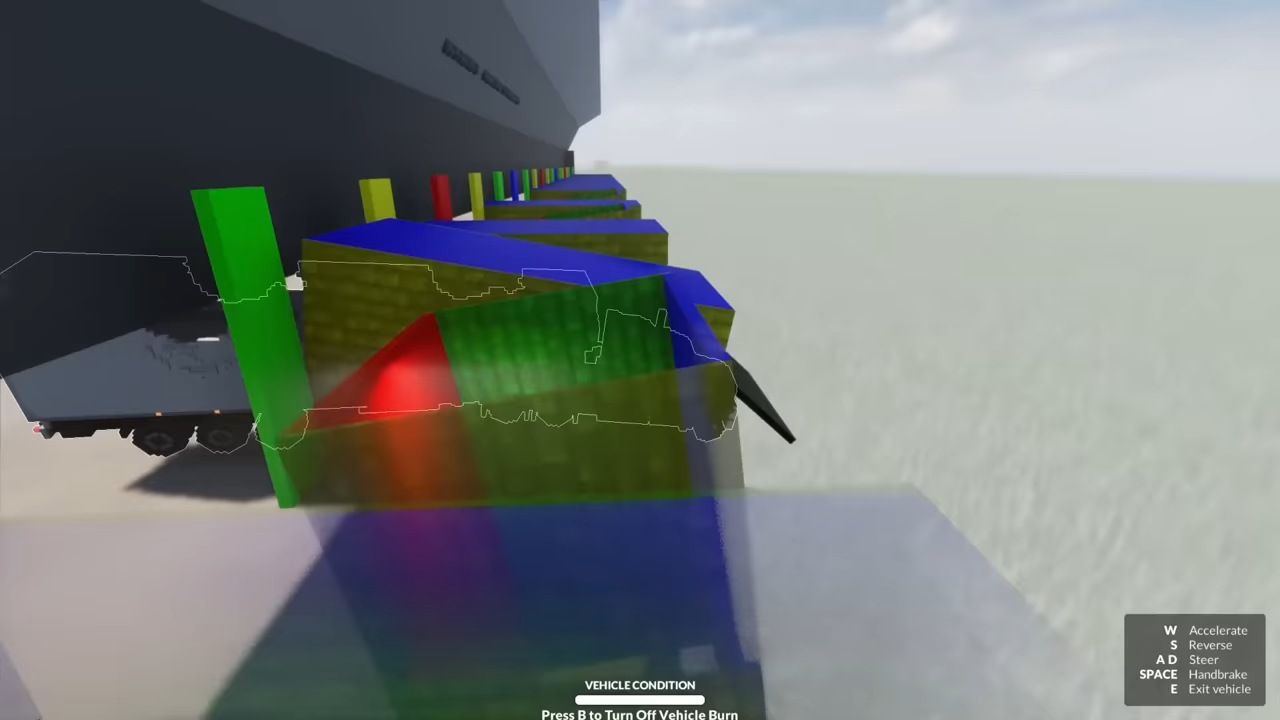 VEHICLE CONDITION
Press B to Turn Off Vehicle Burn
W Accelerate
S Reverse
A D Steer
SPACE Handbrake
E Exit vehicle